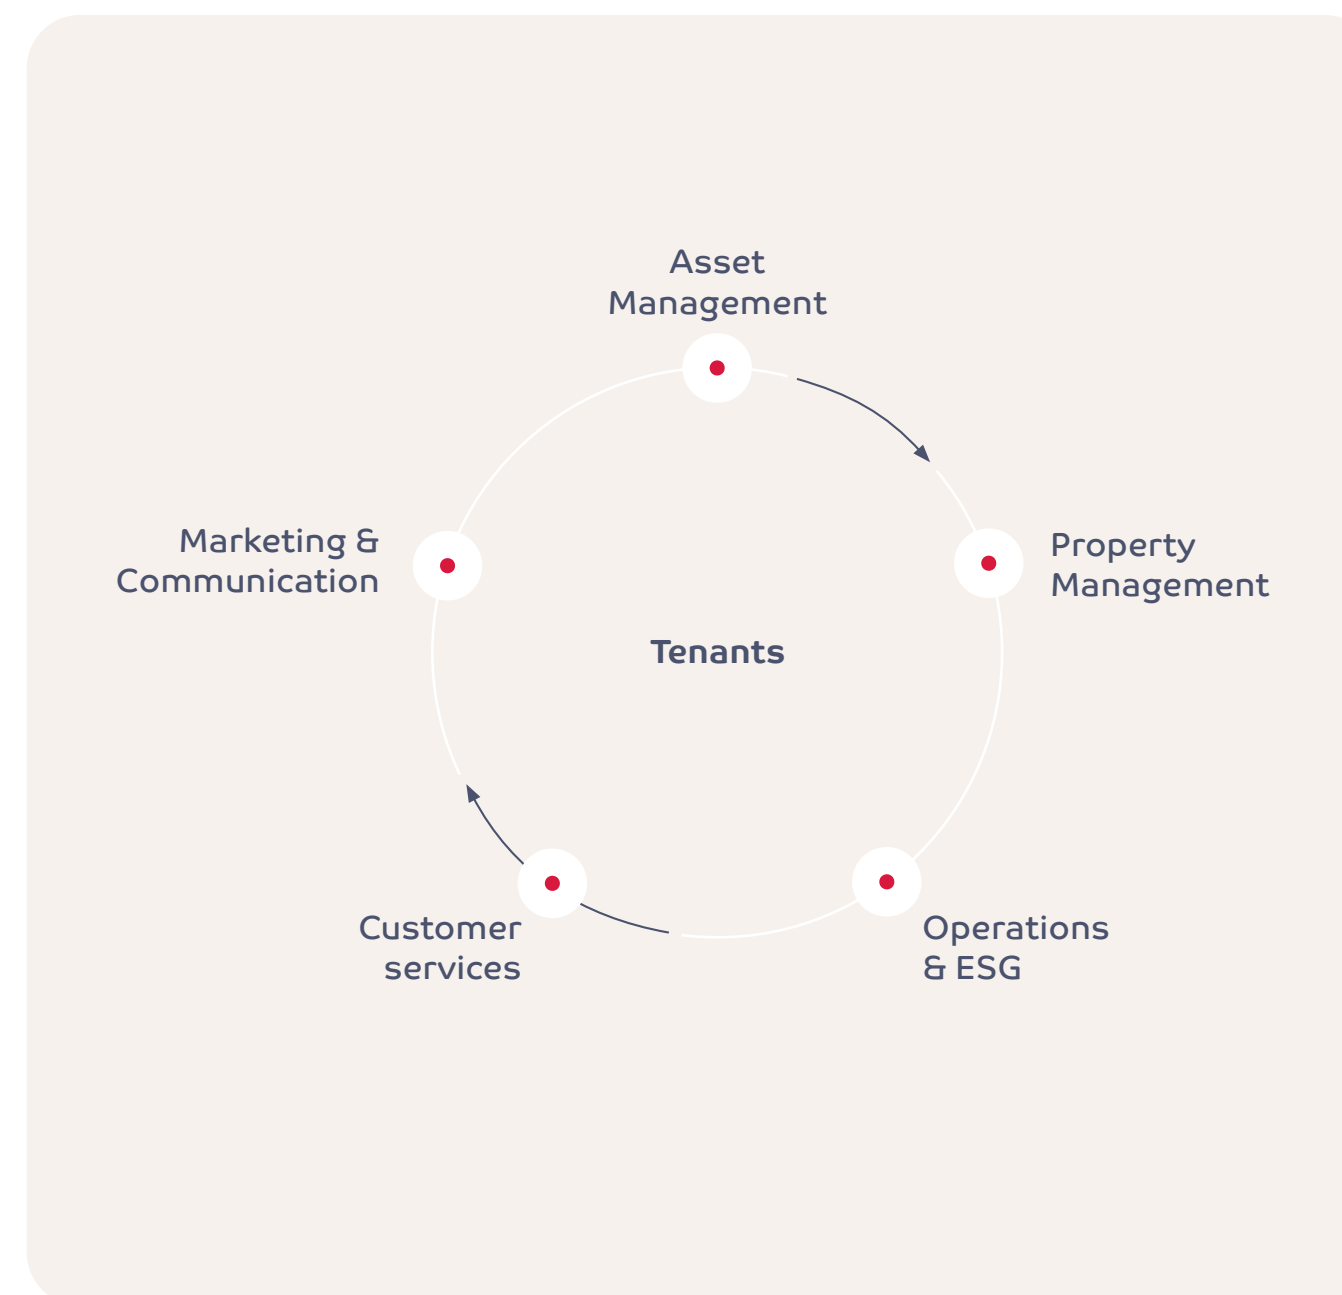 Asset
Management
Marketing &
Communication
Property
Management
Tenants
Customer
services
Operations
& ESG